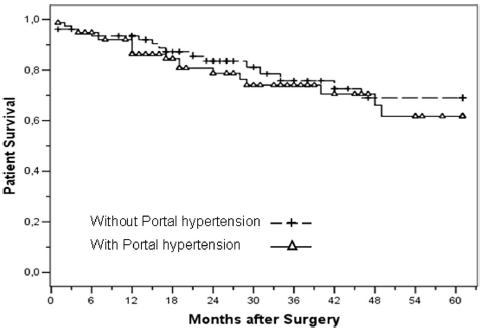 Patient Survival
1,0
0,8
0,6
0,4
0,2
0,0
Without Portal hypertension
With Portal hypertension
0 6 12 18 24 30 36 42 48 54 60
Months after Surgery